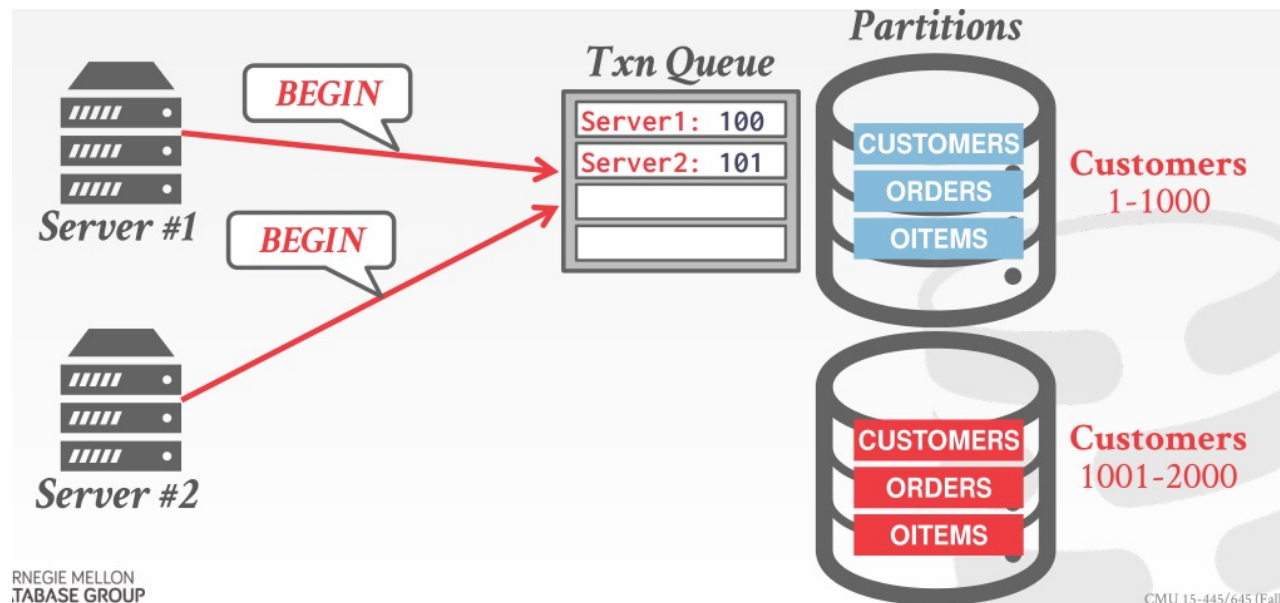 Partitions
Txn Queue
BEGIN
Server1: 100
Server2: 101
CUSTOMERS
ORDERS
OITEMS
Customers
1-1000
Server #1
BEGIN
Server #2
CUSTOMERS
ORDERS
OITEMS
Customers
1001-2000
RNEGIE MELLON
TABASE GROUP
CMU 15-445/645 (Fall